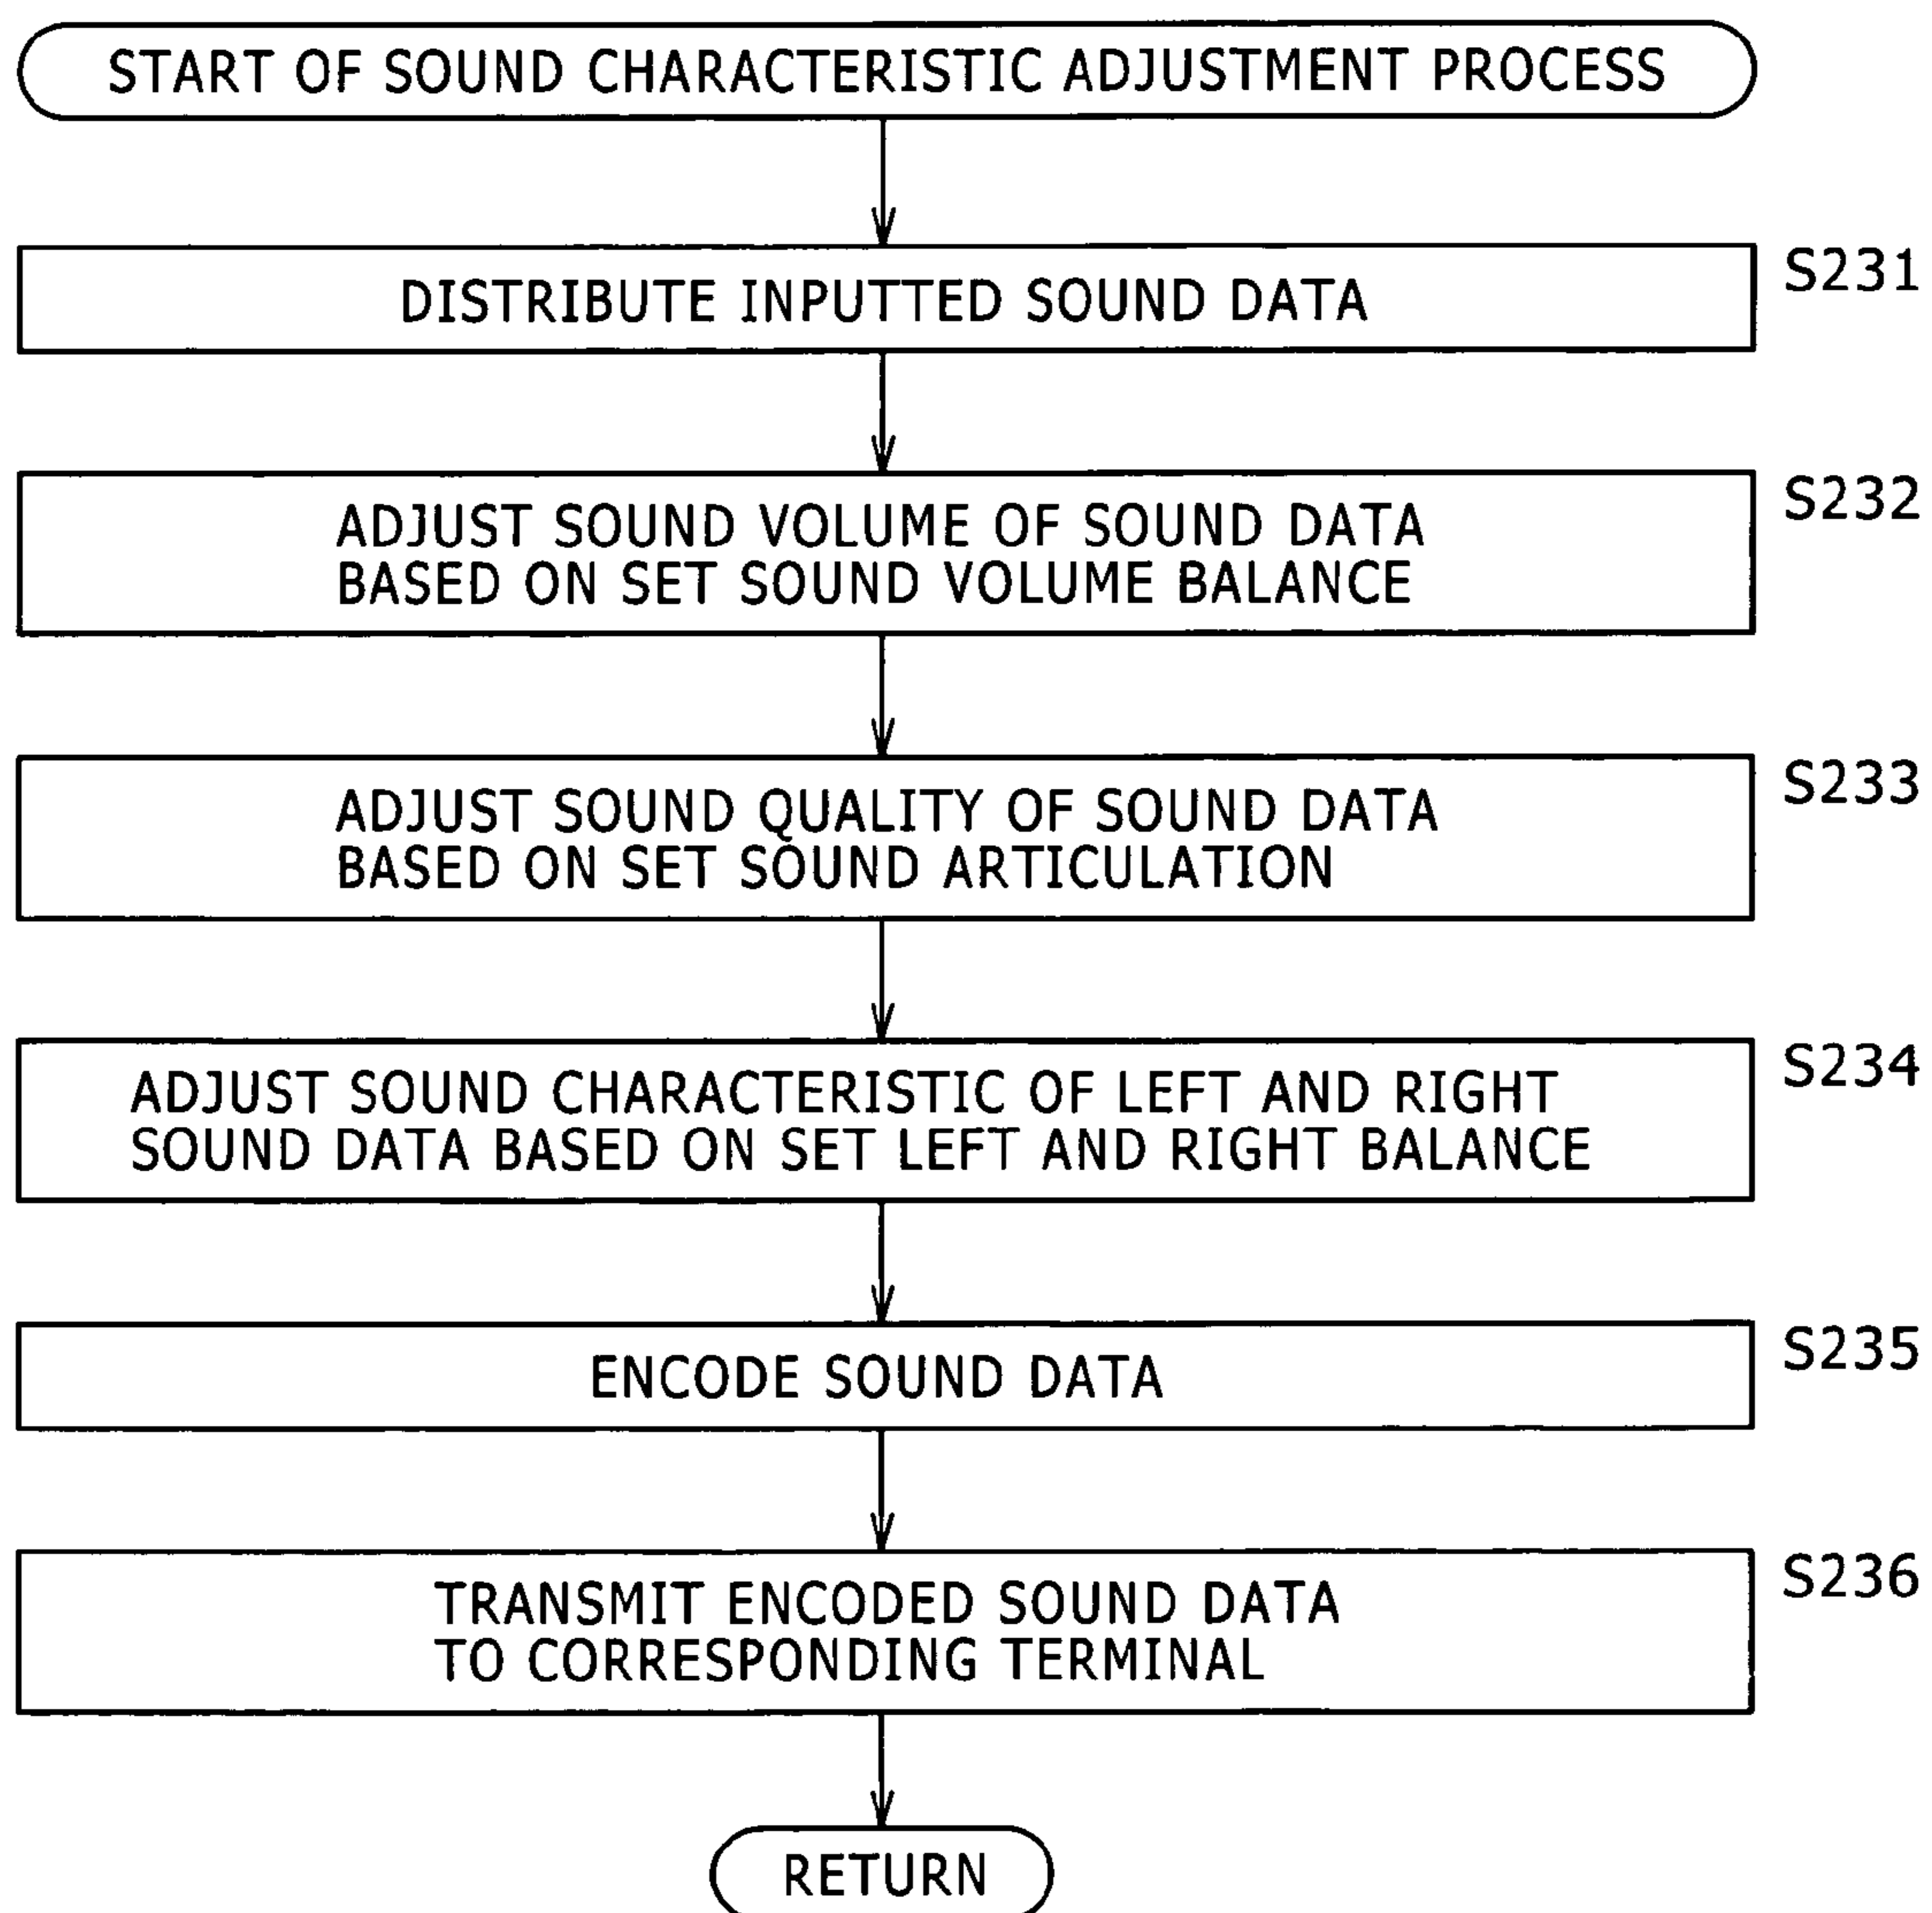 START OF SOUND CHARACTERISTIC ADJUSTMENT PROCESS
S231
DISTRIBUTE INPUTTED SOUND DATA
S232
ADJUST SOUND VOLUME OF SOUND DATA
BASED ON SET SOUND VOLUME BALANCE
S233
ADJUST SOUND QUALITY OF SOUND DATA
BASED ON SET SOUND ARTICULATION
S234
ADJUST SOUND CHARACTERISTIC OF LEFT AND RIGHT
SOUND DATA BASED ON SET LEFT AND RIGHT BALANCE
S235
ENCODE SOUND DATA
S236
TRANSMIT ENCODED SOUND DATA
TO CORRESPONDING TERMINAL
RETURN